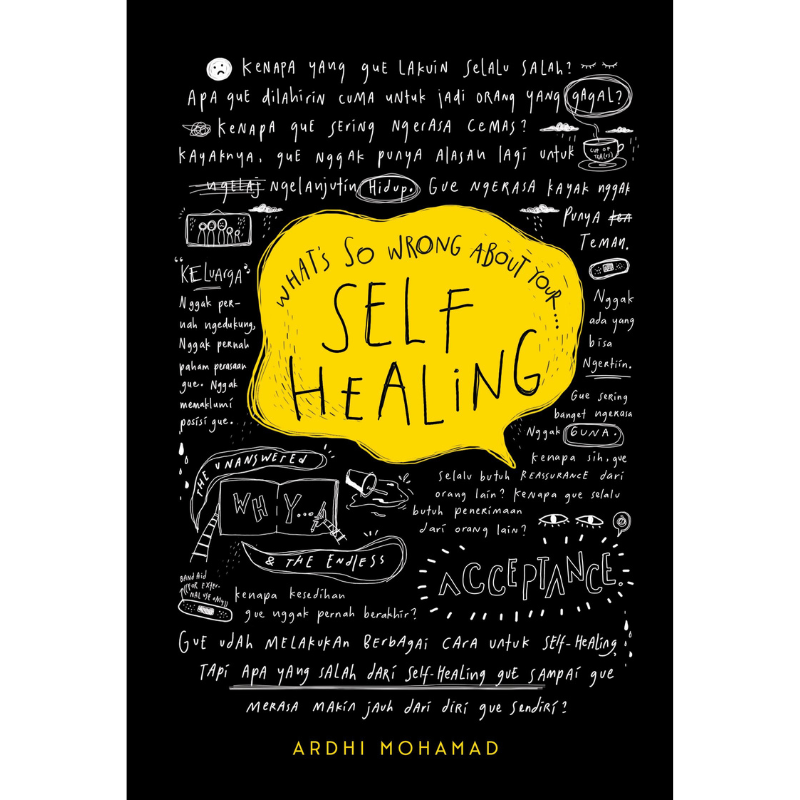 Kenapa yang gue lakuin selalu salah?
Apa gue dilahirin cuma untuk jadi orang yang gagal?
Kenapa gue sering ngerasa cemas?
Kayaknya, gue nggak punya alasan lagi untuk
ngelaj ngelanjutin hidup. Gue ngerasa kayak nggak
punya
teman.
CUP OF
TEA(RS)
WHAT'S SO WRONG ABOUT YOUR....
SELF
HEALING
"KELuarga"
Nggak per-
nah ngedukung,
Nggak pernah
paham perasaan
gue. Nggak
memaklumi
posisi gue.
Nggak
ada yang
bisa
Ngertiin.
Gue sering
banget ngerasa
Nggak GUNA.
Kenapa sih, gue
selalu butuh REASSURANCE dari
orang lain? Kenapa gue selalu
butuh penerimaan
dari orang lain?
THE UNANSWERED
WHY...
& THE ENDLESS
ACCEPTANCE.
BAND AID
kenapa kesedihan
gue nggak pernah berakhir?
Gue udah melakukan berbagai cara untuk self-healing,
Tapi apa yang salah dari self-healing gue sampai gue
merasa makin jauh dari diri gue sendiri?
ARDHI MOHAMAD